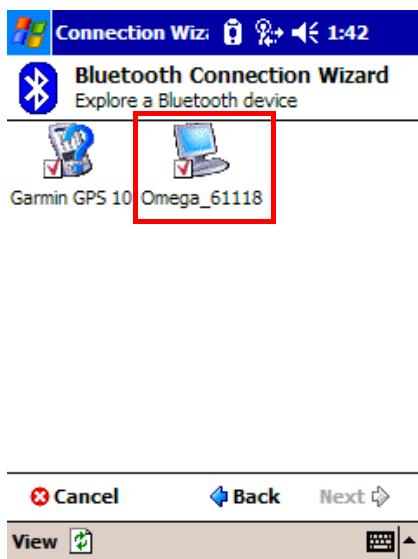 Connection Wiz 1:42
Bluetooth Connection Wizard
Explore a Bluetooth device
Garmin GPS 10 Omega_61118
Cancel Back Next
View